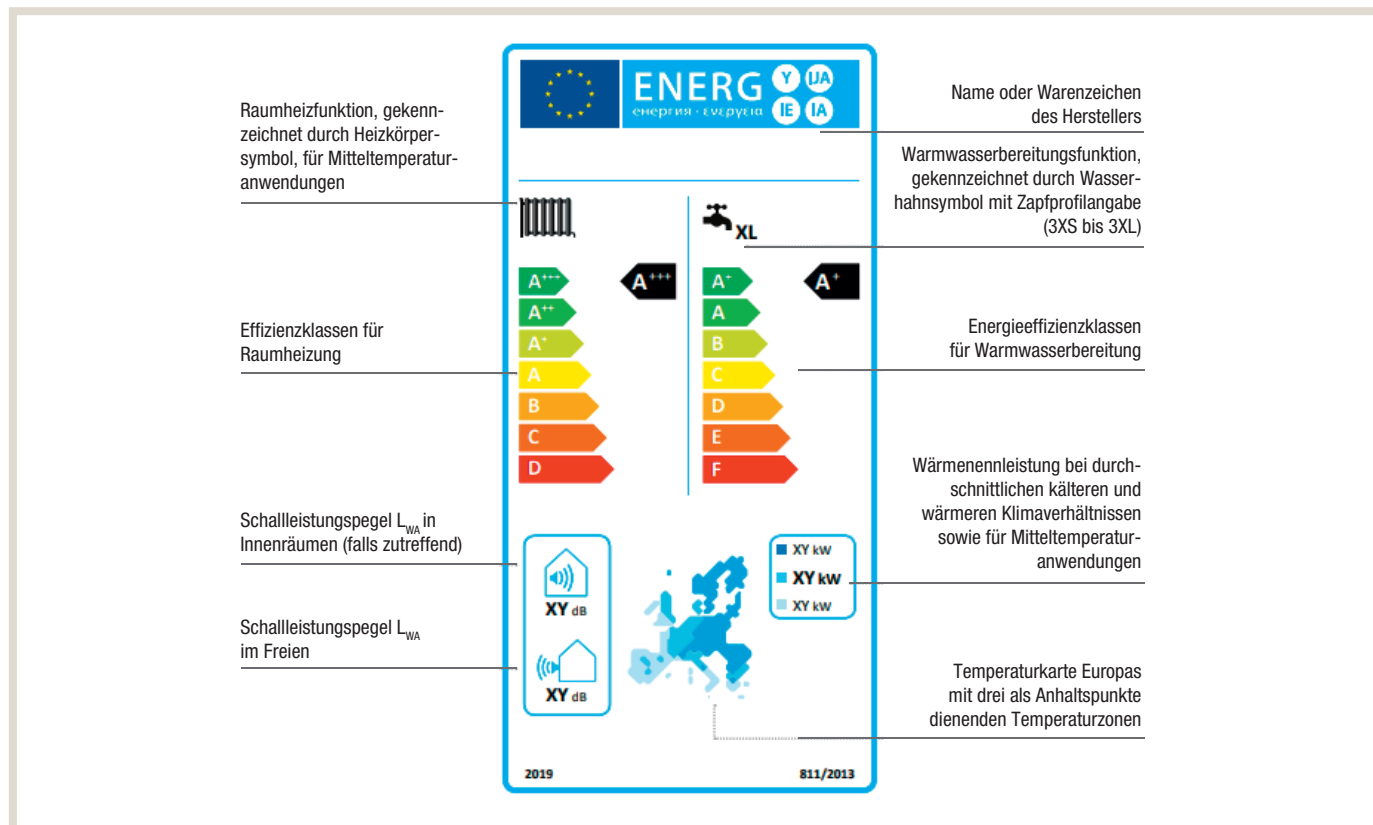 ENERG Y IJA
енергия · ενεργεια IE IA
Raumheizfunktion, gekenn-
zeichnet durch Heizkörper-
symbol, für Mitteltemperatur-
anwendungen
Name oder Warenzeichen
des Herstellers
Warmwasserbereitungsfunktion,
gekennzeichnet durch Wasser-
hahnsymbol mit Zapfprofilangabe
(3XS bis 3XL)
XL
A+++ A+++
A++
A+
A
B
C
D
A+ A+
A
B
C
D
E
F
Effizienzklassen für
Raumheizung
Energieeffizienzklassen
für Warmwasserbereitung
Schallleistungspegel LWA in
Innenräumen (falls zutreffend)
Schallleistungspegel LWA
im Freien
XY dB
XY dB
XY kW
XY kW
XY kW
Wärmenennleistung bei durch-
schnittlichen kälteren und
wärmeren Klimaverhältnissen
sowie für Mitteltemperatur-
anwendungen
Temperaturkarte Europas
mit drei als Anhaltspunkte
dienenden Temperaturzonen
2019 811/2013